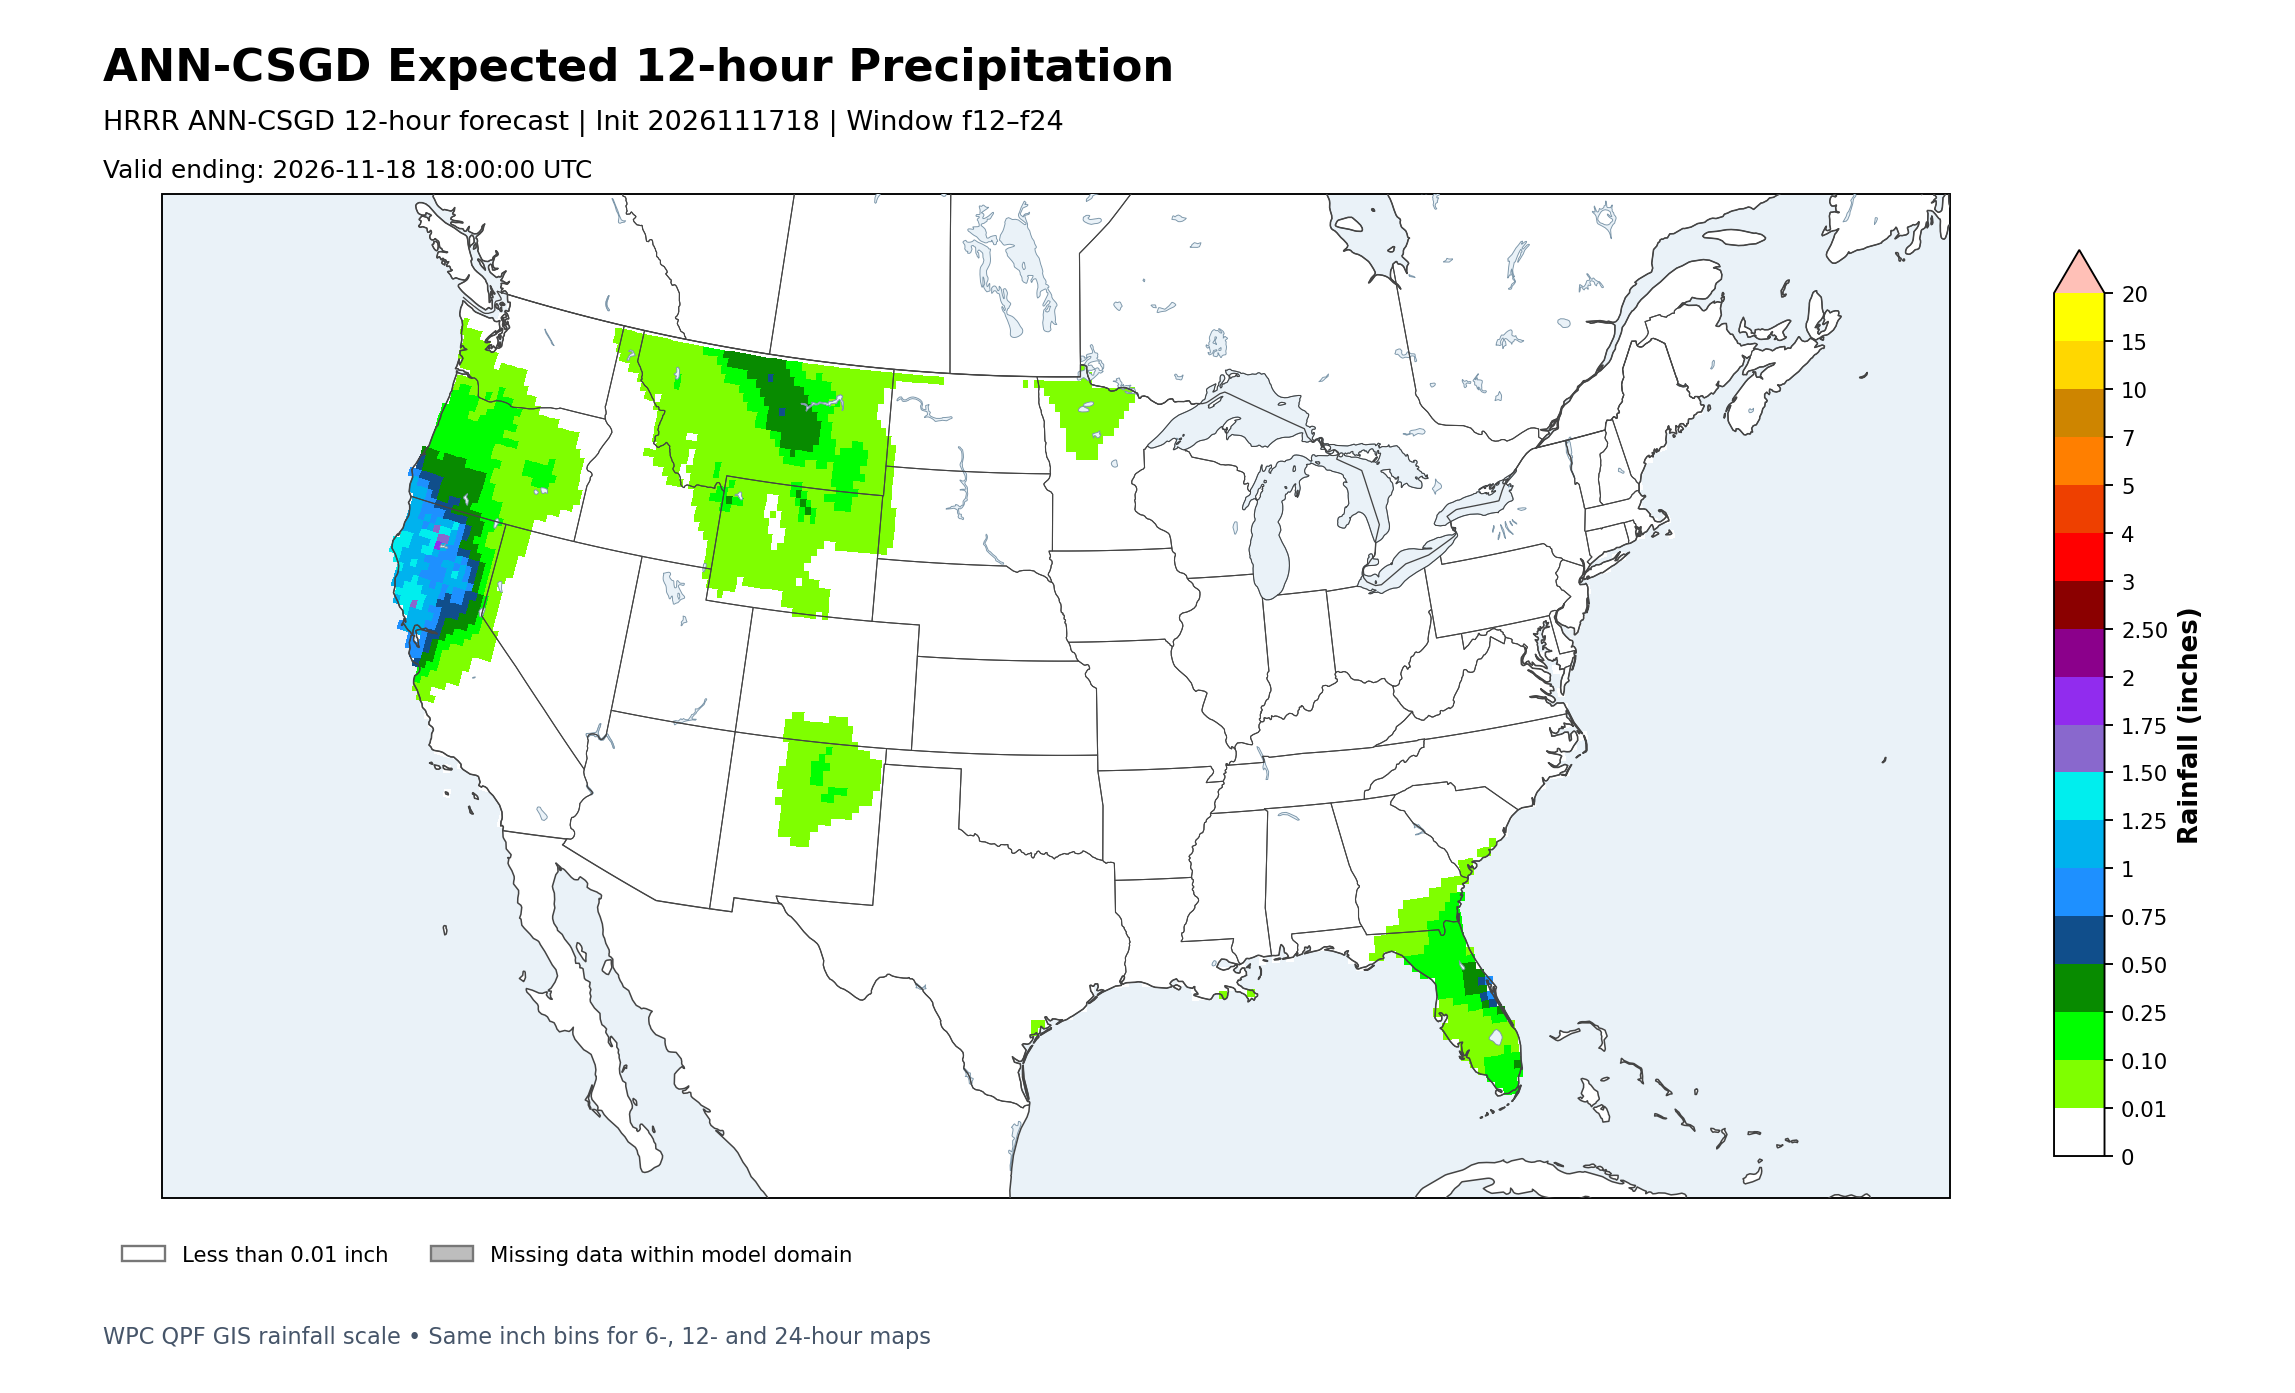 ANN-CSGD Expected 12-hour Precipitation
HRRR ANN-CSGD 12-hour forecast | Init 2026111718 | Window f12–f24
Valid ending: 2026-11-18 18:00:00 UTC
20
15
10
7
5
4
3
2.50
2
1.75
1.50
1.25
1
0.75
0.50
0.25
0.10
0.01
0
Rainfall (inches)
Less than 0.01 inch
Missing data within model domain
WPC QPF GIS rainfall scale • Same inch bins for 6-, 12- and 24-hour maps